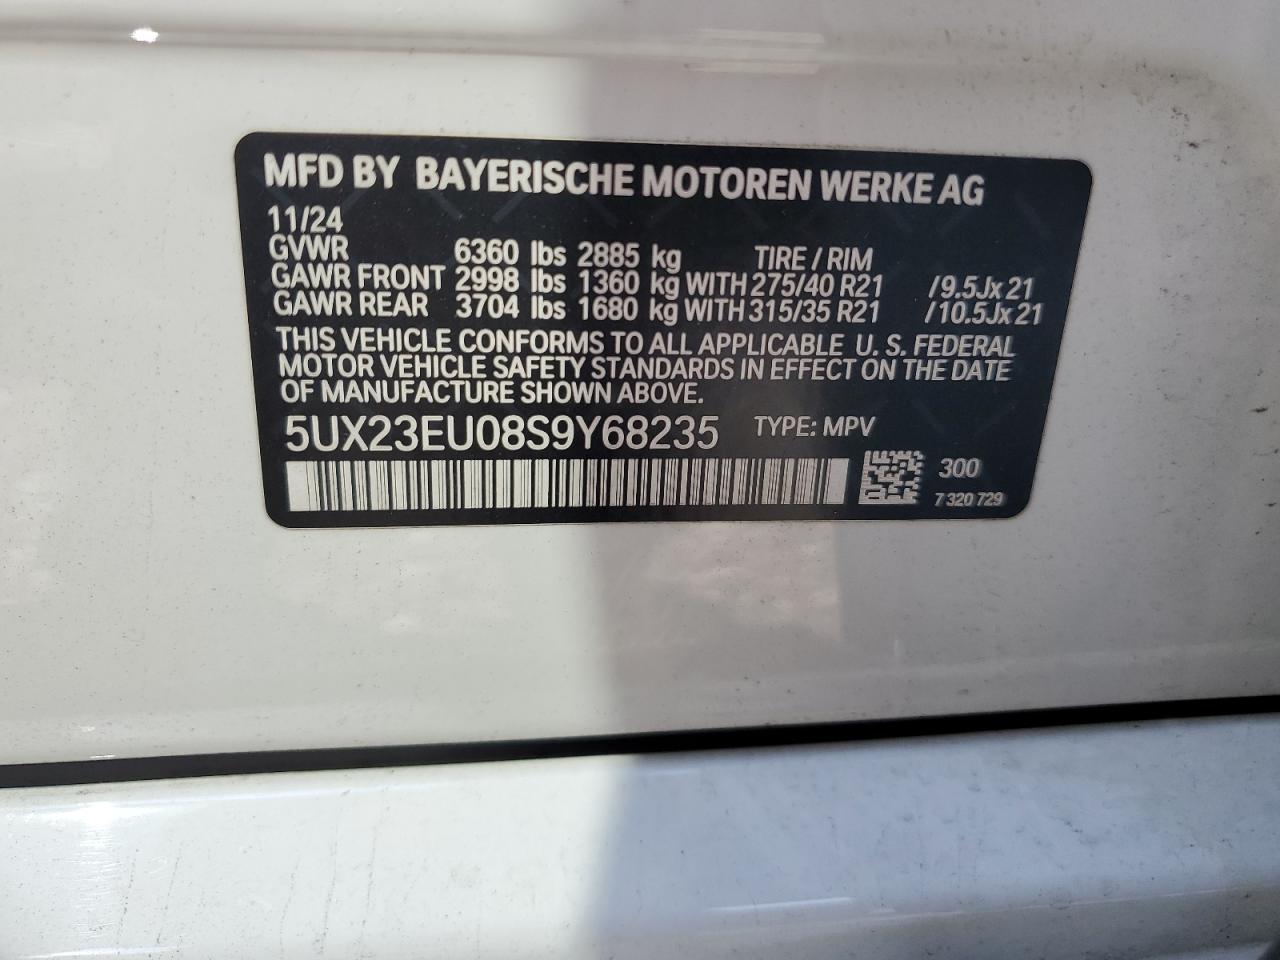 MFD BY BAYERISCHE MOTOREN WERKE AG
11/24
GVWR 6360 lbs 2885 kg TIRE / RIM
GAWR FRONT 2998 lbs 1360 kg WITH 275/40 R21 /9.5Jx21
GAWR REAR 3704 lbs 1680 kg WITH 315/35 R21 /10.5Jx21
THIS VEHICLE CONFORMS TO ALL APPLICABLE U. S. FEDERAL
MOTOR VEHICLE SAFETY STANDARDS IN EFFECT ON THE DATE
OF MANUFACTURE SHOWN ABOVE.
5UX23EU08S9Y68235 TYPE: MPV
300
7 320 729